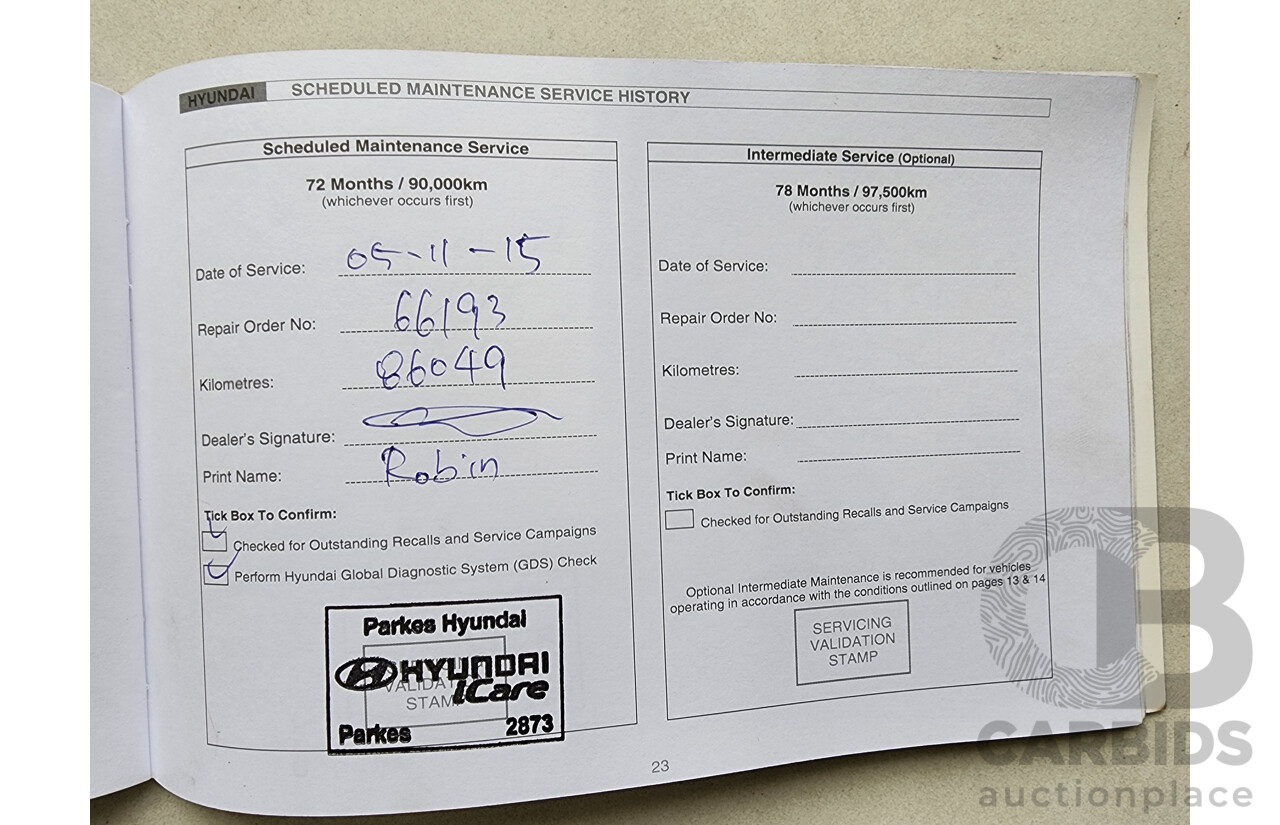 HYUNDAI SCHEDULED MAINTENANCE SERVICE HISTORY
Scheduled Maintenance Service
72 Months / 90,000km
(whichever occurs first)
Date of Service: 05-11-15
Repair Order No: 66193
Kilometres: 86049
Dealer's Signature:
Print Name: Robin
Tick Box To Confirm:
Checked for Outstanding Recalls and Service Campaigns
Perform Hyundai Global Diagnostic System (GDS) Check
Parkes Hyundai
HYUNDAI
iCare
STAMP
Parkes 2873
Intermediate Service (Optional)
78 Months / 97,500km
(whichever occurs first)
Date of Service:
Repair Order No:
Kilometres:
Dealer's Signature:
Print Name:
Tick Box To Confirm:
Checked for Outstanding Recalls and Service Campaigns
Optional Intermediate Maintenance is recommended for vehicles
operating in accordance with the conditions outlined on pages 13 & 14
SERVICING
VALIDATION
STAMP
23
CARBIDS
auctionplace